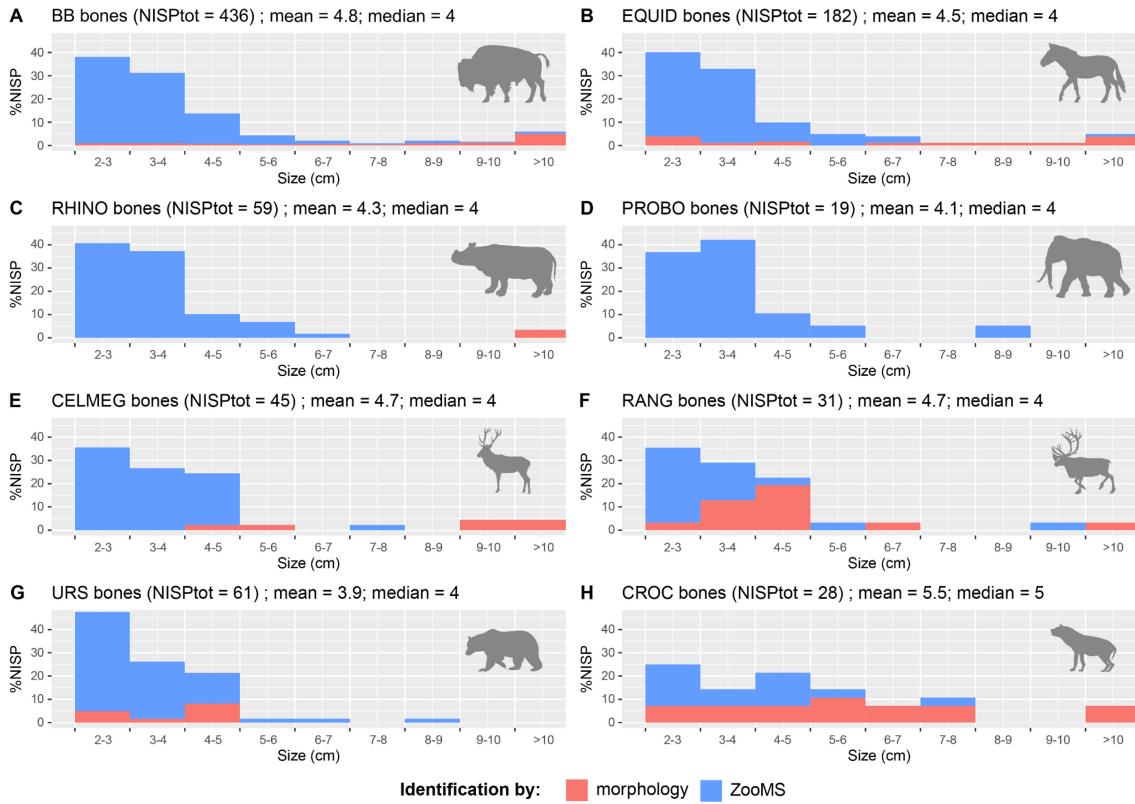 A BB bones (NISPtot = 436) ; mean = 4.8; median = 4
%NISP
40
30
20
10
0
2-3 3-4 4-5 5-6 6-7 7-8 8-9 9-10 >10
Size (cm)
B EQUID bones (NISPtot = 182) ; mean = 4.5; median = 4
%NISP
40
30
20
10
0
2-3 3-4 4-5 5-6 6-7 7-8 8-9 9-10 >10
Size (cm)
C RHINO bones (NISPtot = 59) ; mean = 4.3; median = 4
%NISP
40
30
20
10
0
2-3 3-4 4-5 5-6 6-7 7-8 8-9 9-10 >10
Size (cm)
D PROBO bones (NISPtot = 19) ; mean = 4.1; median = 4
%NISP
40
30
20
10
0
2-3 3-4 4-5 5-6 6-7 7-8 8-9 9-10 >10
Size (cm)
E CELMEG bones (NISPtot = 45) ; mean = 4.7; median = 4
%NISP
40
30
20
10
0
2-3 3-4 4-5 5-6 6-7 7-8 8-9 9-10 >10
Size (cm)
F RANG bones (NISPtot = 31) ; mean = 4.7; median = 4
%NISP
40
30
20
10
0
2-3 3-4 4-5 5-6 6-7 7-8 8-9 9-10 >10
Size (cm)
G URS bones (NISPtot = 61) ; mean = 3.9; median = 4
%NISP
40
30
20
10
0
2-3 3-4 4-5 5-6 6-7 7-8 8-9 9-10 >10
Size (cm)
H CROC bones (NISPtot = 28) ; mean = 5.5; median = 5
%NISP
40
30
20
10
0
2-3 3-4 4-5 5-6 6-7 7-8 8-9 9-10 >10
Size (cm)
Identification by: morphology ZooMS